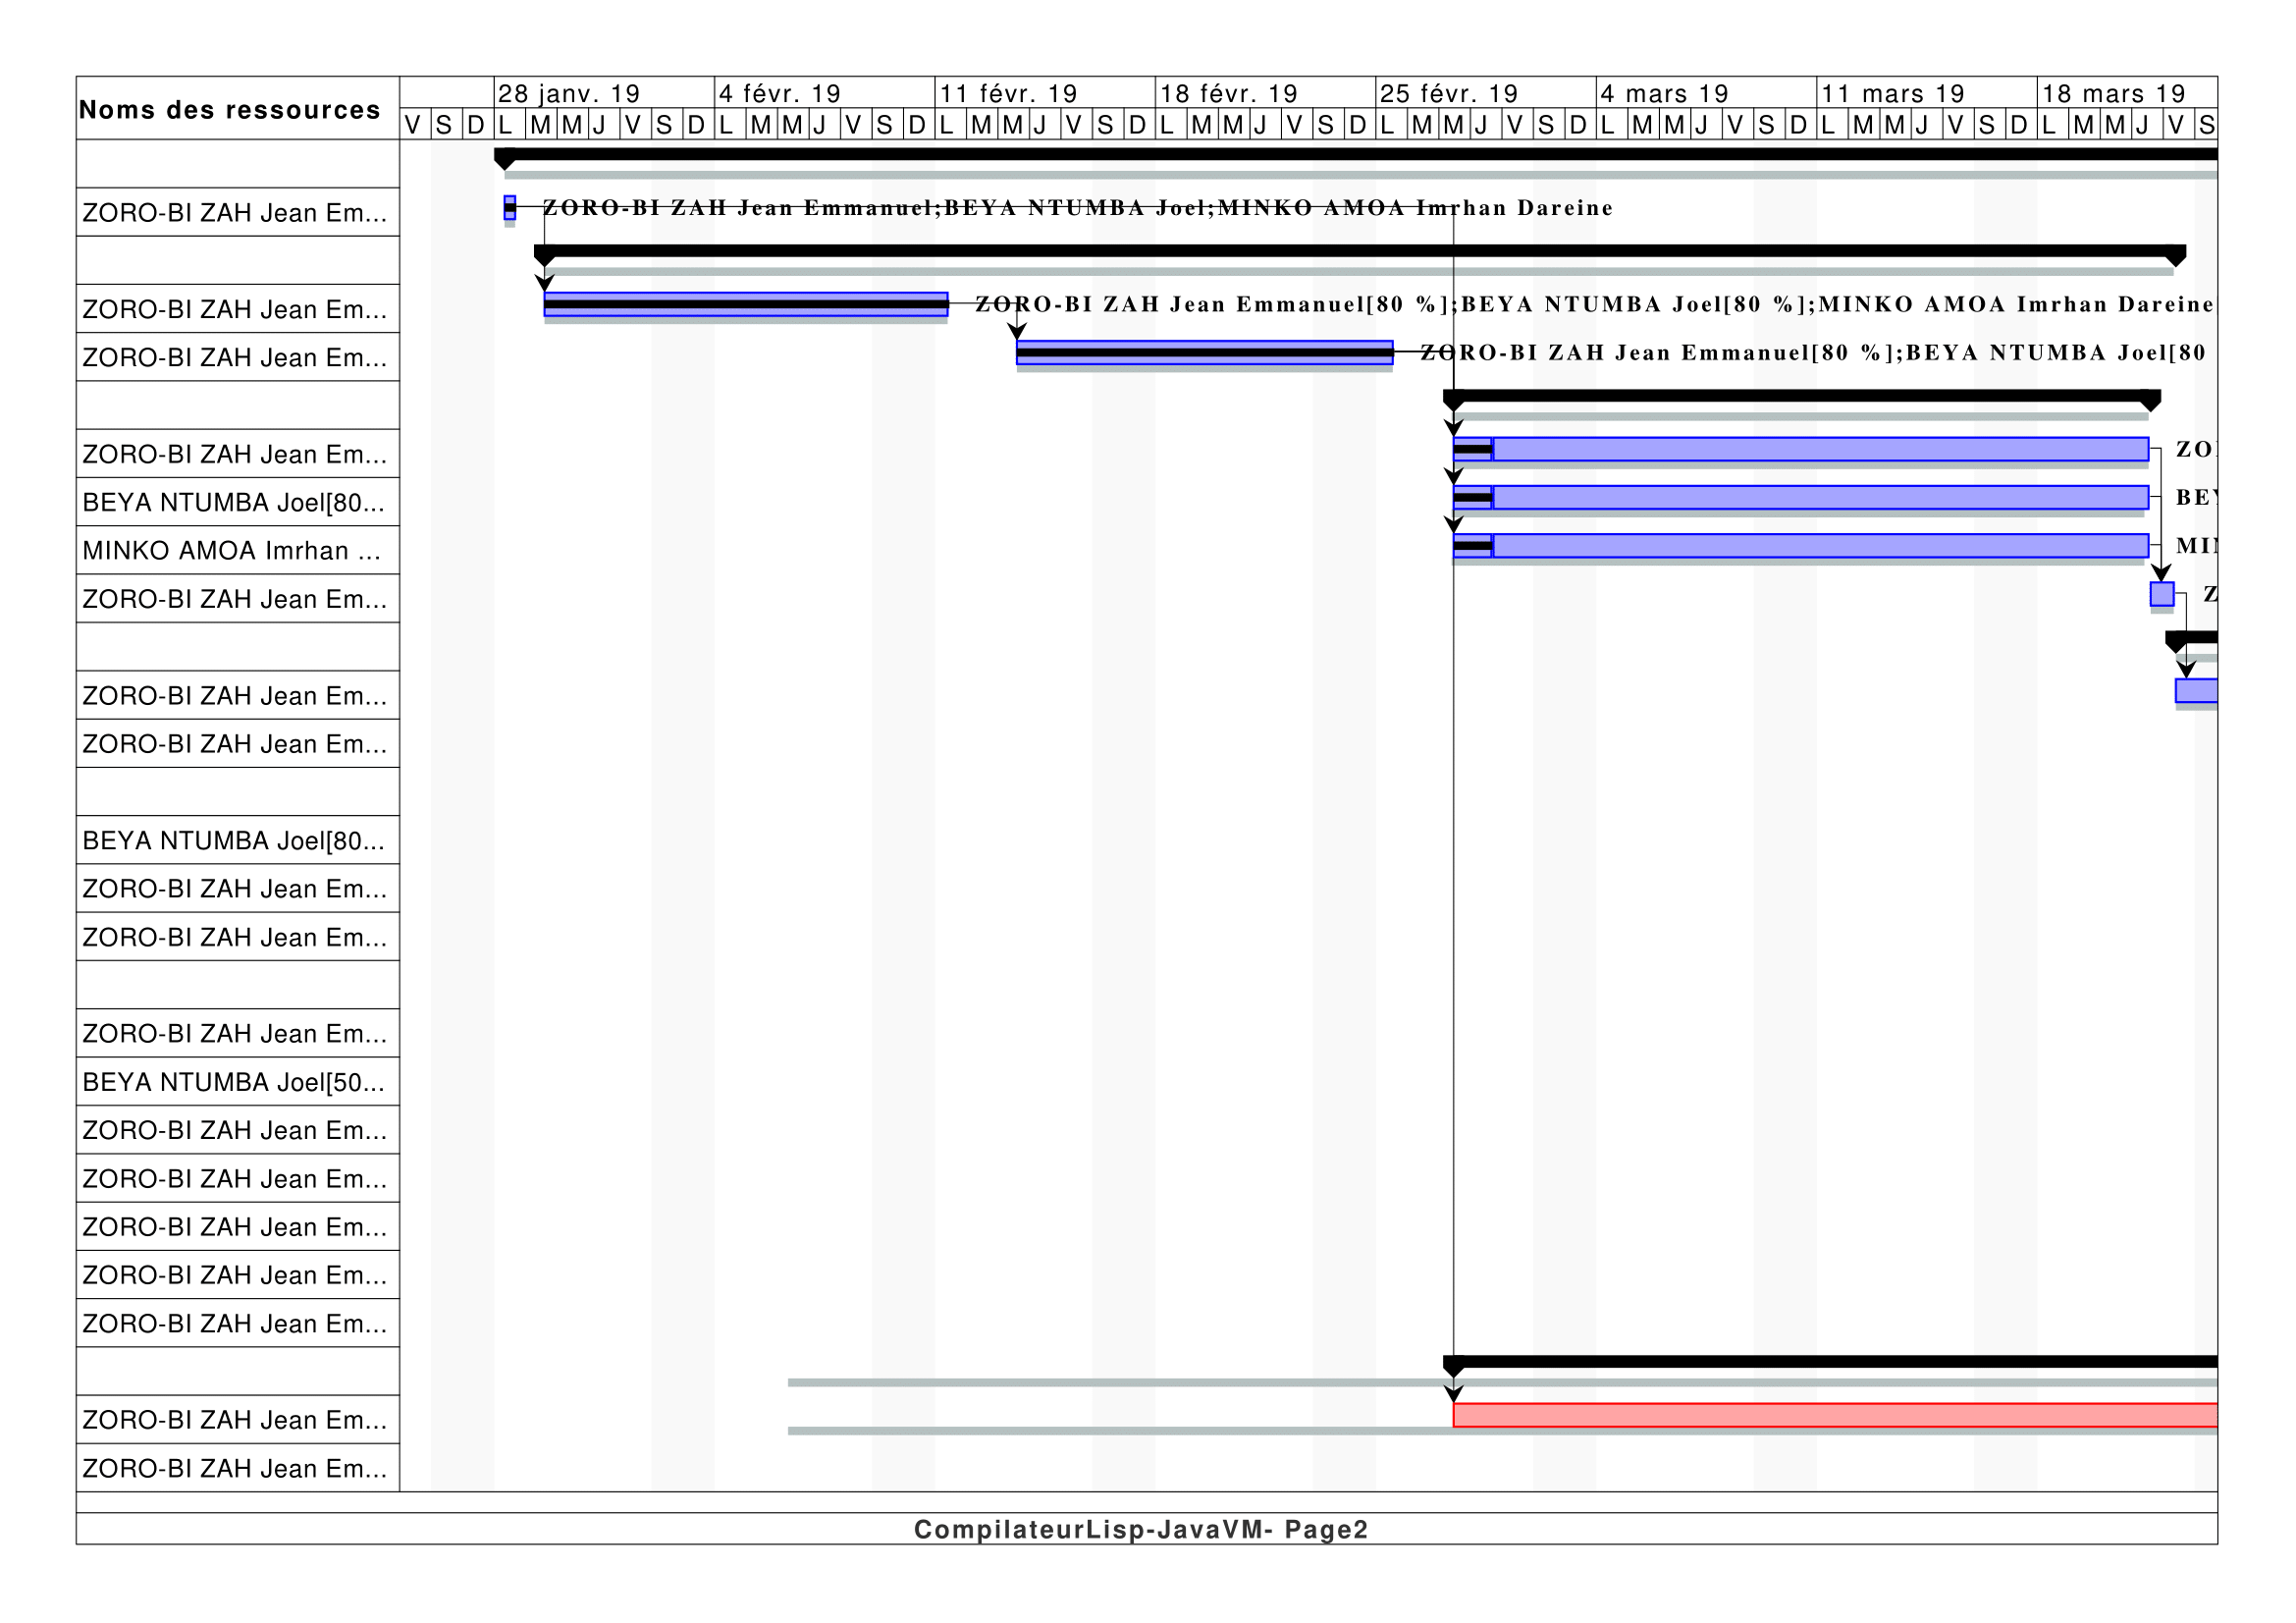 Noms des ressources
28 janv. 19 4 févr. 19 11 févr. 19 18 févr. 19 25 févr. 19 4 mars 19 11 mars 19 18 mars 19
V S D L M M J V S D L M M J V S D L M M J V S D L M M J V S D L M M J V S D L M M J V S D L M M J V S D L M M J V S
ZORO-BI ZAH Jean Em... ZORO-BI ZAH Jean Emmanuel;BEYA NTUMBA Joel;MINKO AMOA Imrhan Dareine
ZORO-BI ZAH Jean Em... ZORO-BI ZAH Jean Emmanuel[80 %];BEYA NTUMBA Joel[80 %];MINKO AMOA Imrhan Dareine[
ZORO-BI ZAH Jean Em... ZORO-BI ZAH Jean Emmanuel[80 %];BEYA NTUMBA Joel[80
ZORO-BI ZAH Jean Em... ZO
BEYA NTUMBA Joel[80... BE
MINKO AMOA Imrhan ... MI
ZORO-BI ZAH Jean Em... Z
ZORO-BI ZAH Jean Em...
ZORO-BI ZAH Jean Em...
BEYA NTUMBA Joel[80...
ZORO-BI ZAH Jean Em...
ZORO-BI ZAH Jean Em...
ZORO-BI ZAH Jean Em...
BEYA NTUMBA Joel[50...
ZORO-BI ZAH Jean Em...
ZORO-BI ZAH Jean Em...
ZORO-BI ZAH Jean Em...
ZORO-BI ZAH Jean Em...
ZORO-BI ZAH Jean Em...
ZORO-BI ZAH Jean Em...
ZORO-BI ZAH Jean Em...
CompilateurLisp-JavaVM- Page2